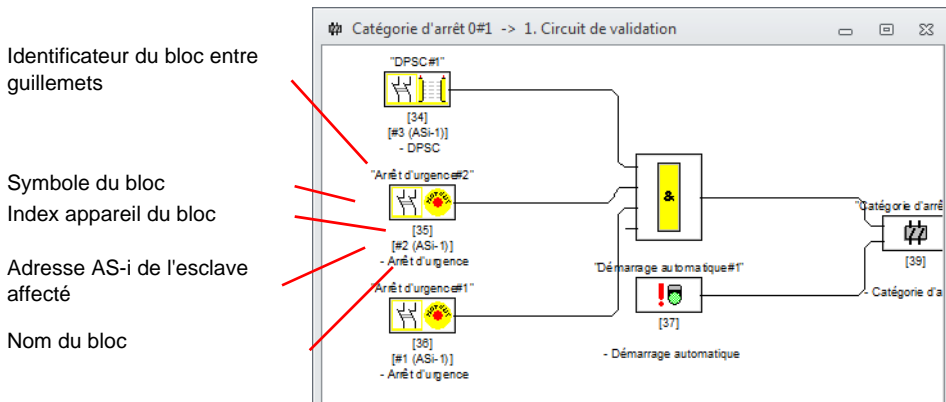 Catégorie d'arrêt 0#1 -> 1. Circuit de validation
Identificateur du bloc entre
guillemets
Symbole du bloc
Index appareil du bloc
Adresse AS-i de l'esclave
affecté
Nom du bloc
"DPSC#1"
[34]
[#3 (ASi-1)]
- DPSC
"Arrêt d'urgence#2"
[35]
[#2 (ASi-1)]
- Arrêt d'urgence
"Arrêt d'urgence#1"
[36]
[#1 (ASi-1)]
- Arrêt d'urgence
&
"Démarrage automatique#1"
[37]
- Démarrage automatique
"Catégorie d'arrê
[39]
- Catégorie d'a